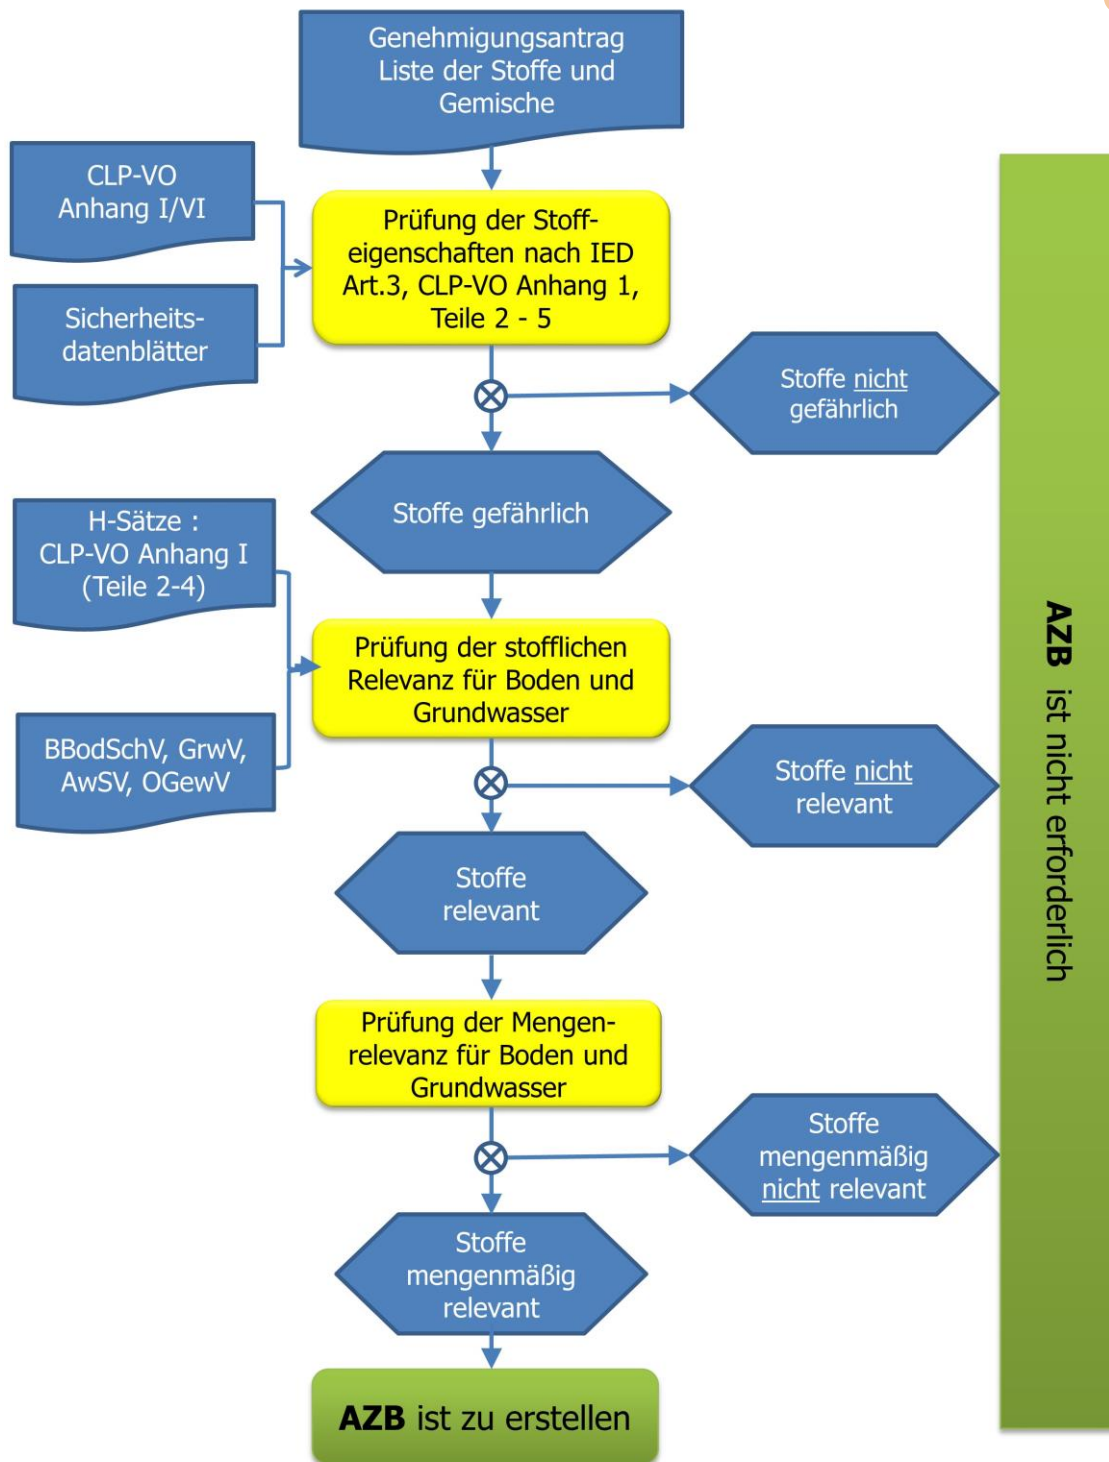 Genehmigungsantrag
Liste der Stoffe und
Gemische
CLP-VO
Anhang I/VI
Prüfung der Stoff-
eigenschaften nach IED
Art.3, CLP-VO Anhang 1,
Teile 2 - 5
Sicherheits-
datenblätter
Stoffe nicht
gefährlich
Stoffe gefährlich
H-Sätze :
CLP-VO Anhang I
(Teile 2-4)
Prüfung der stofflichen
Relevanz für Boden und
Grundwasser
BBodSchV, GrwV,
AwSV, OGewV
Stoffe nicht
relevant
Stoffe
relevant
Prüfung der Mengen-
relevanz für Boden und
Grundwasser
Stoffe
mengenmäßig
nicht relevant
Stoffe
mengenmäßig
relevant
AZB ist zu erstellen
AZB ist nicht erforderlich